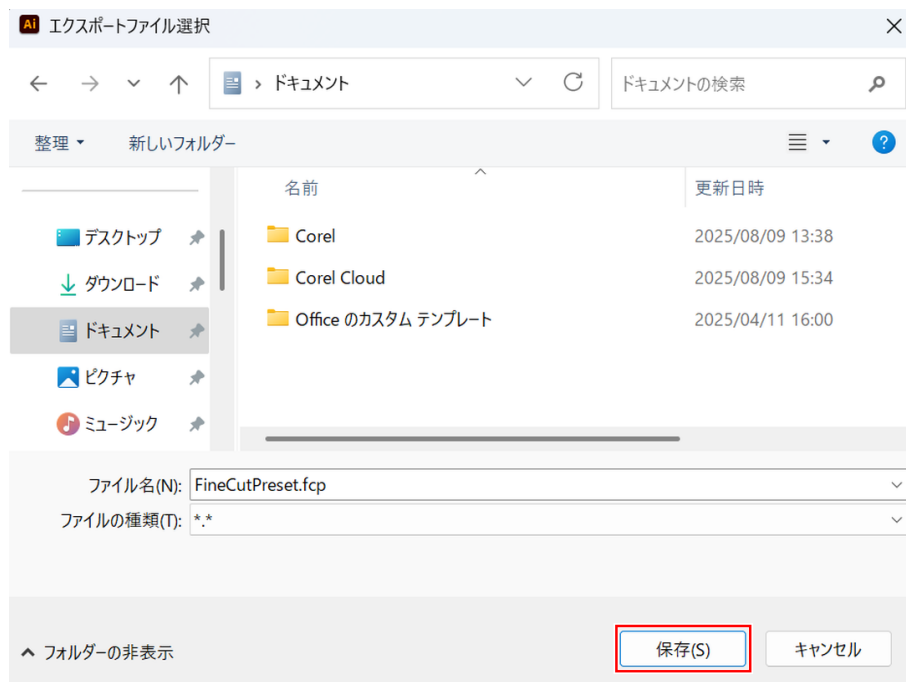 Ai エクスポートファイル選択
ドキュメント
ドキュメントの検索
整理
新しいフォルダー
?
名前
更新日時
デスクトップ
ダウンロード
ドキュメント
ピクチャ
ミュージック
Corel 2025/08/09 13:38
Corel Cloud 2025/08/09 15:34
Office のカスタム テンプレート 2025/04/11 16:00
ファイル名(N): FineCutPreset.fcp
ファイルの種類(T): *.*
フォルダーの非表示
保存(S)
キャンセル